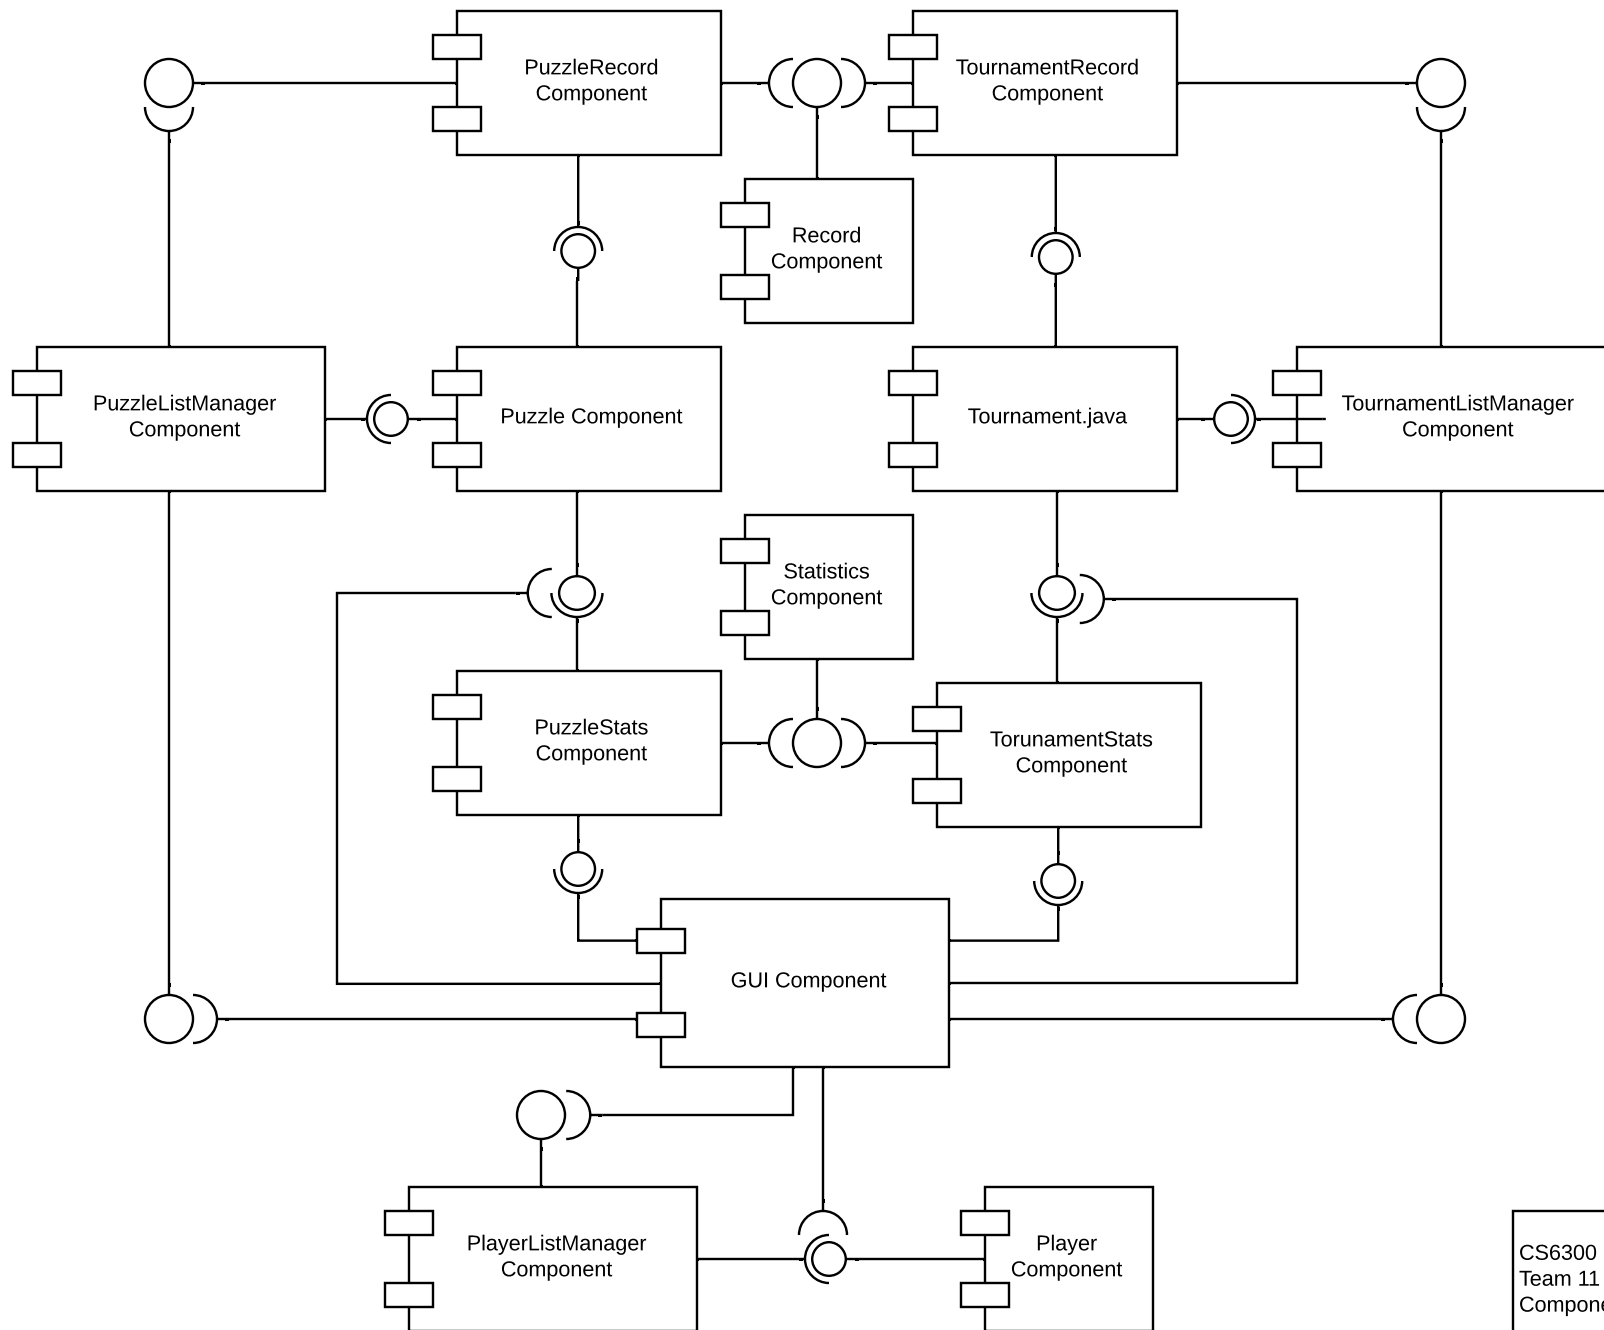 PuzzleRecord
Component
TournamentRecord
Component
Record
Component
PuzzleListManager
Component
Puzzle Component
Tournament.java
TournamentListManager
Component
Statistics
Component
PuzzleStats
Component
TorunamentStats
Component
GUI Component
PlayerListManager
Component
Player
Component
CS6300
Team 11
Compone